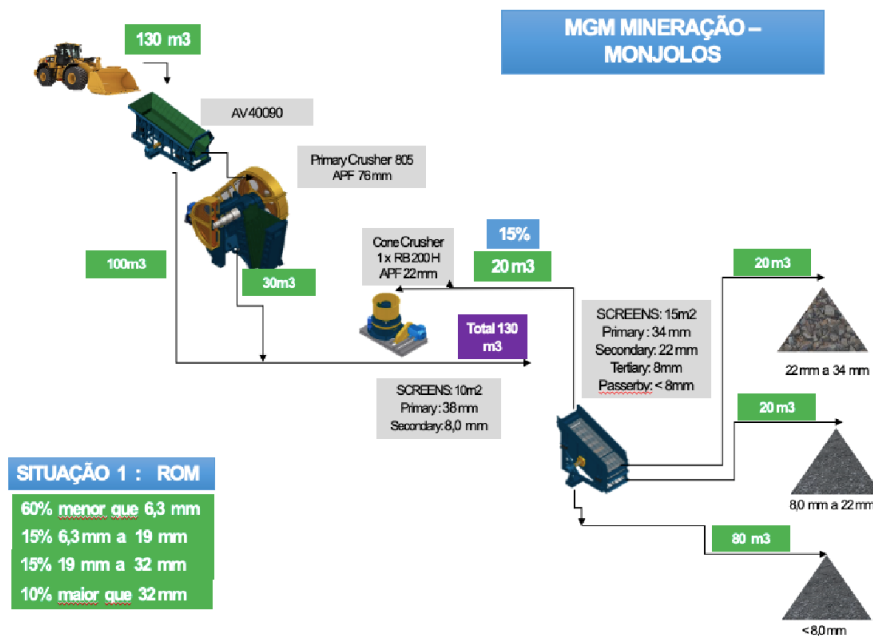 130 m3
MGM MINERAÇÃO –
MONJOLOS
AV 40090
Primary Crusher 805
APF 76 mm
100m3
30m3
Cone Crusher
1 x RB 200 H
APF 22 mm
15%
20 m3
Total 130
m3
SCREENS: 10m2
Primary: 38 mm
Secondary: 8,0 mm
SCREENS: 15m2
Primary : 34 mm
Secondary: 22 mm
Tertiary: 8mm
Passerby: < 8mm
20 m3
22 mm a 34 mm
20 m3
8,0 mm a 22 mm
80 m3
< 8,0 mm
SITUAÇÃO 1 : ROM
60% menor que 6,3 mm
15% 6,3 mm a 19 mm
15% 19 mm a 32 mm
10% maior que 32 mm